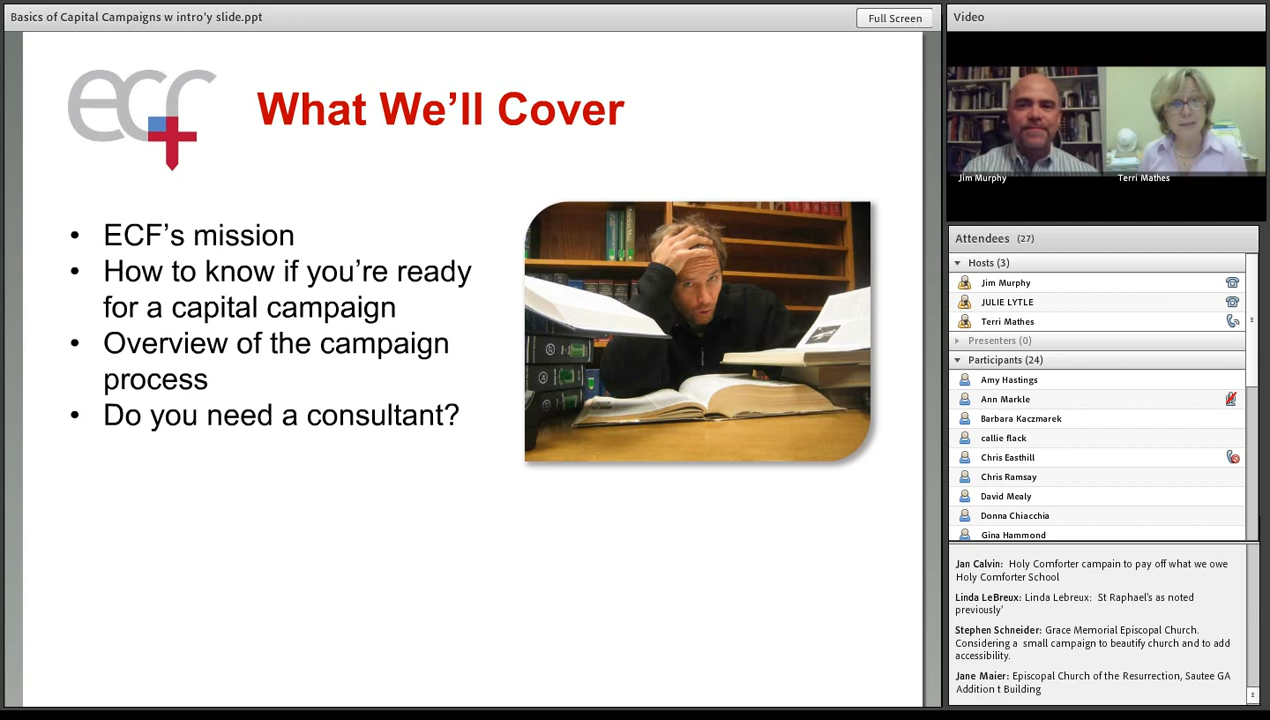 Basics of Capital Campaigns w intro'y slide.ppt
Full Screen
ecf
What We'll Cover
• ECF's mission
• How to know if you're ready
for a capital campaign
• Overview of the campaign
process
• Do you need a consultant?
Video
Jim Murphy
Terri Mathes
Attendees (27)
Hosts (3)
Jim Murphy
JULIE LYTLE
Terri Mathes
Presenters (0)
Participants (24)
Amy Hastings
Ann Markle
Barbara Kaczmarek
callie flack
Chris Easthill
Chris Ramsay
David Mealy
Donna Chiacchia
Gina Hammond
Jan Calvin: Holy Comforter campain to pay off what we owe
Holy Comforter School
Linda LeBreux: Linda Lebreux: St Raphael's as noted
previously'
Stephen Schneider: Grace Memorial Episcopal Church.
Considering a small campaign to beautify church and to add
accessibility.
Jane Maier: Episcopal Church of the Resurrection, Sautee GA
Addition t Building